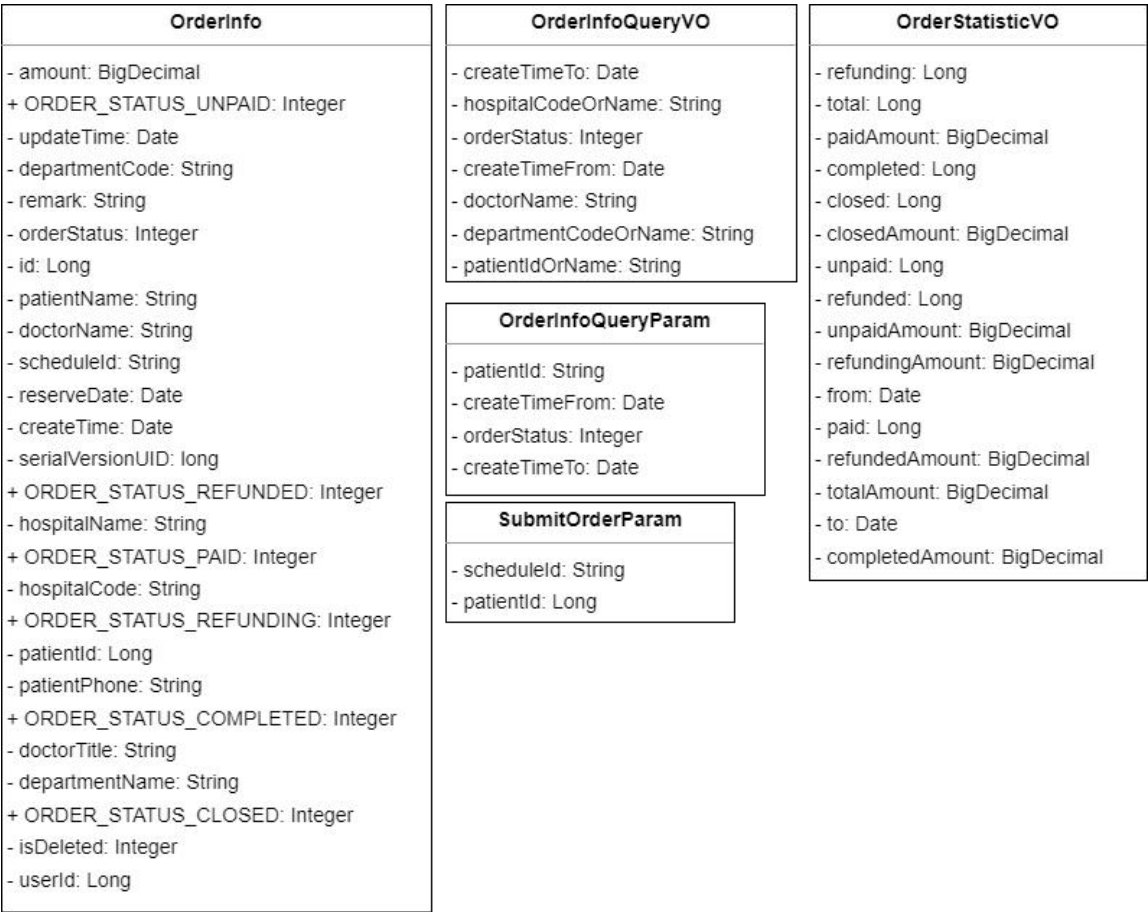 OrderInfo
- amount: BigDecimal
+ ORDER_STATUS_UNPAID: Integer
- updateTime: Date
- departmentCode: String
- remark: String
- orderStatus: Integer
- id: Long
- patientName: String
- doctorName: String
- scheduleId: String
- reserveDate: Date
- createTime: Date
- serialVersionUID: long
+ ORDER_STATUS_REFUNDED: Integer
- hospitalName: String
+ ORDER_STATUS_PAID: Integer
- hospitalCode: String
+ ORDER_STATUS_REFUNDING: Integer
- patientId: Long
- patientPhone: String
+ ORDER_STATUS_COMPLETED: Integer
- doctorTitle: String
- departmentName: String
+ ORDER_STATUS_CLOSED: Integer
- isDeleted: Integer
- userId: Long
OrderInfoQueryVO
- createTimeTo: Date
- hospitalCodeOrName: String
- orderStatus: Integer
- createTimeFrom: Date
- doctorName: String
- departmentCodeOrName: String
- patientIdOrName: String
OrderInfoQueryParam
- patientId: String
- createTimeFrom: Date
- orderStatus: Integer
- createTimeTo: Date
SubmitOrderParam
- scheduleId: String
- patientId: Long
OrderStatisticVO
- refunding: Long
- total: Long
- paidAmount: BigDecimal
- completed: Long
- closed: Long
- closedAmount: BigDecimal
- unpaid: Long
- refunded: Long
- unpaidAmount: BigDecimal
- refundingAmount: BigDecimal
- from: Date
- paid: Long
- refundedAmount: BigDecimal
- totalAmount: BigDecimal
- to: Date
- completedAmount: BigDecimal